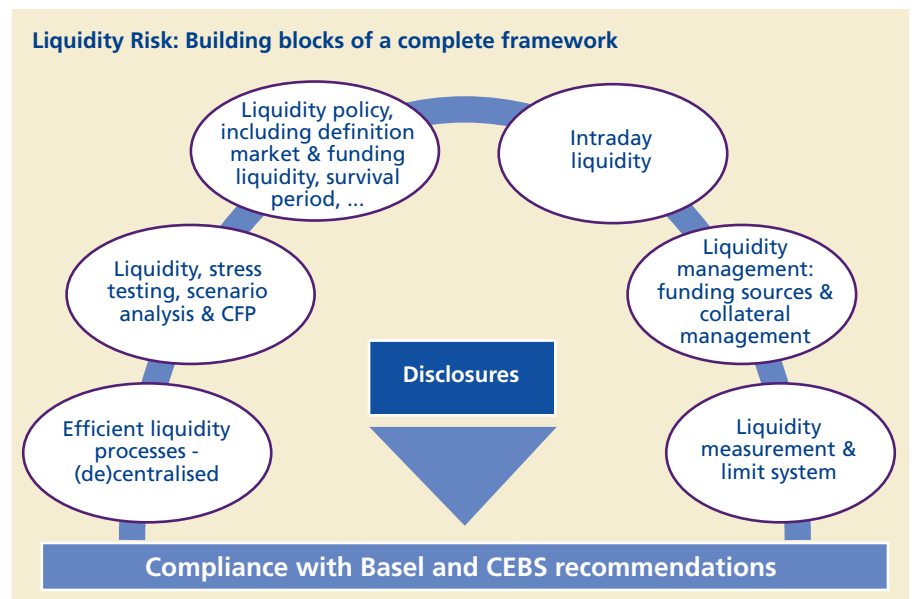 Liquidity Risk: Building blocks of a complete framework
Liquidity policy,
including definition
market & funding
liquidity, survival
period, ...
Intraday
liquidity
Liquidity, stress
testing, scenario
analysis & CFP
Liquidity
management:
funding sources &
collateral
management
Disclosures
Efficient liquidity
processes -
(de)centralised
Liquidity
measurement &
limit system
Compliance with Basel and CEBS recommendations